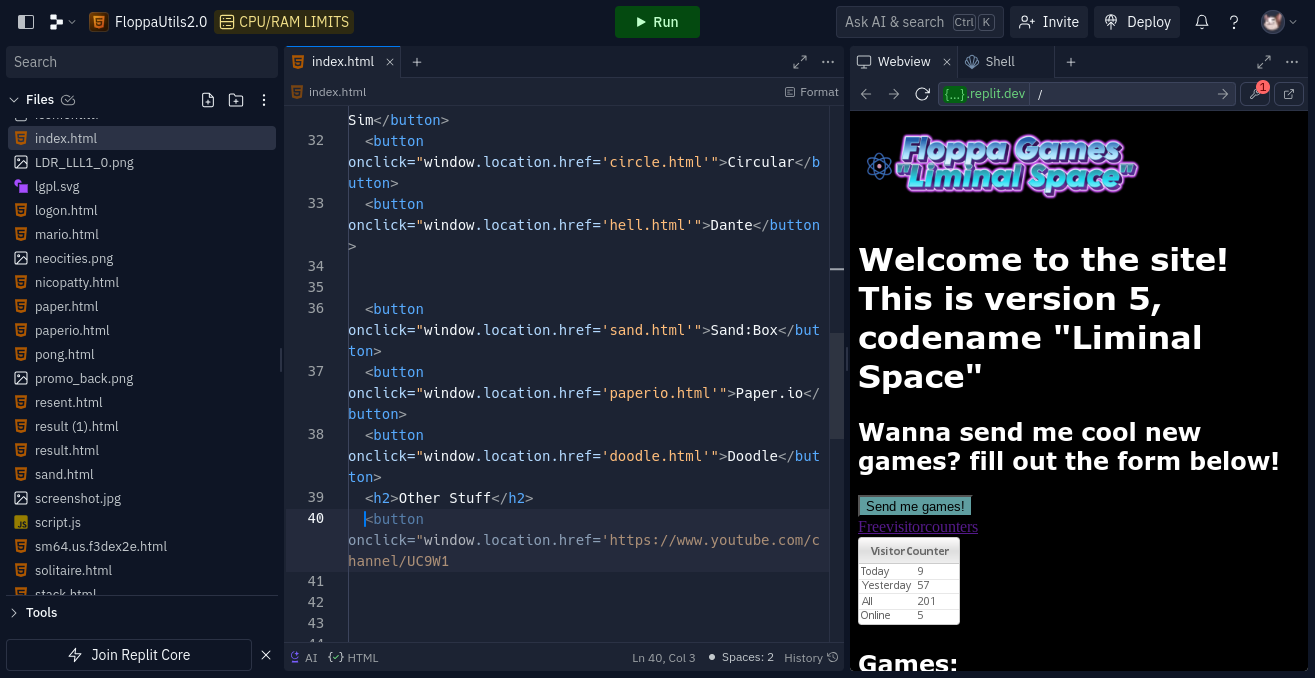 FloppaUtils2.0
CPU/RAM LIMITS
Run
Ask AI & search Ctrl K
Invite
Deploy
Search
Files
index.html
LDR_LLL1_0.png
lgpl.svg
logon.html
mario.html
neocities.png
nicopatty.html
paper.html
paperio.html
pong.html
promo_back.png
resent.html
result (1).html
result.html
sand.html
screenshot.jpg
script.js
sm64.us.f3dex2e.html
solitaire.html
stack.html
Tools
Join Replit Core
index.html
index.html
Format
Sim</button>
32 <button
onclick="window.location.href='circle.html'">Circular</b
utton>
33 <button
onclick="window.location.href='hell.html'">Dante</button
>
34
35
36 <button
onclick="window.location.href='sand.html'">Sand:Box</but
ton>
37 <button
onclick="window.location.href='paperio.html'">Paper.io</
button>
38 <button
onclick="window.location.href='doodle.html'">Doodle</but
ton>
39 <h2>Other Stuff</h2>
40 <button
onclick="window.location.href='https://www.youtube.com/c
hannel/UC9W1
41
42
43
AI
HTML
Ln 40, Col 3
Spaces: 2
History
Webview
Shell
{...}.replit.dev /
1
Floppa Games
"Liminal Space"
Welcome to the site!
This is version 5,
codename "Liminal
Space"
Wanna send me cool new
games? fill out the form below!
Send me games!
Freevisitorcounters
Visitor Counter
Today 9
Yesterday 57
All 201
Online 5
Games: